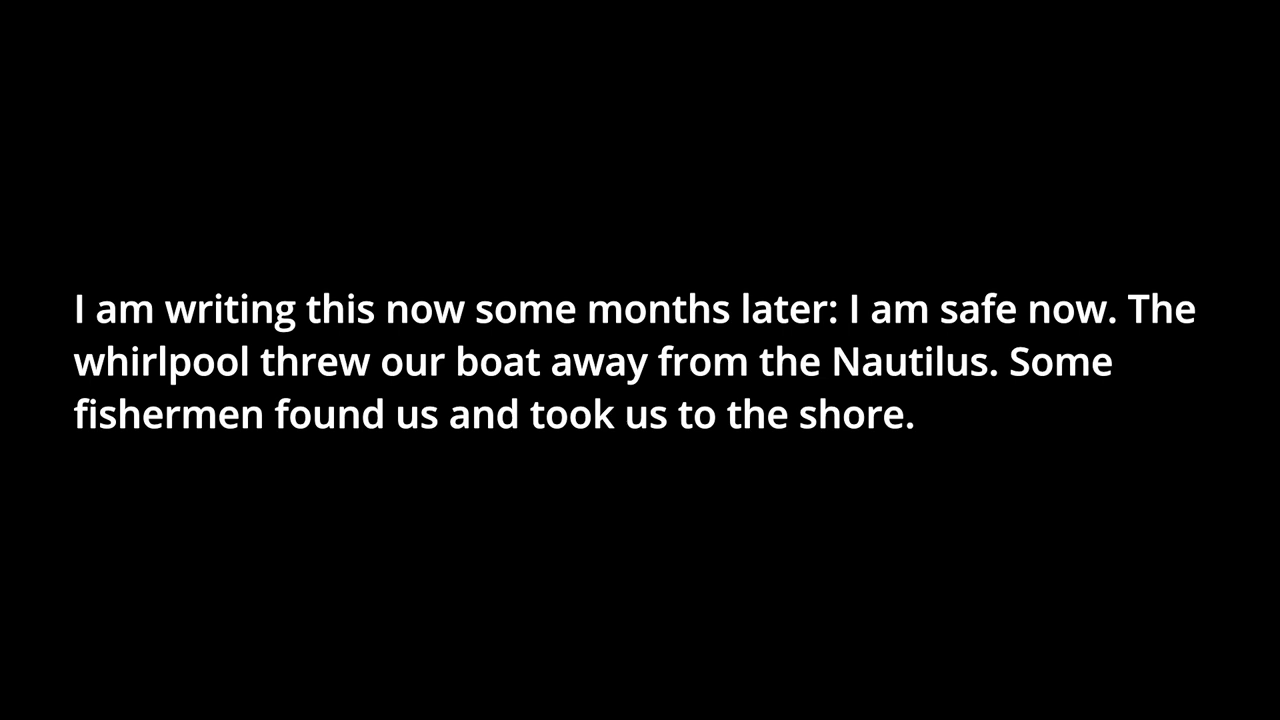 I am writing this now some months later: I am safe now. The
whirlpool threw our boat away from the Nautilus. Some
fishermen found us and took us to the shore.